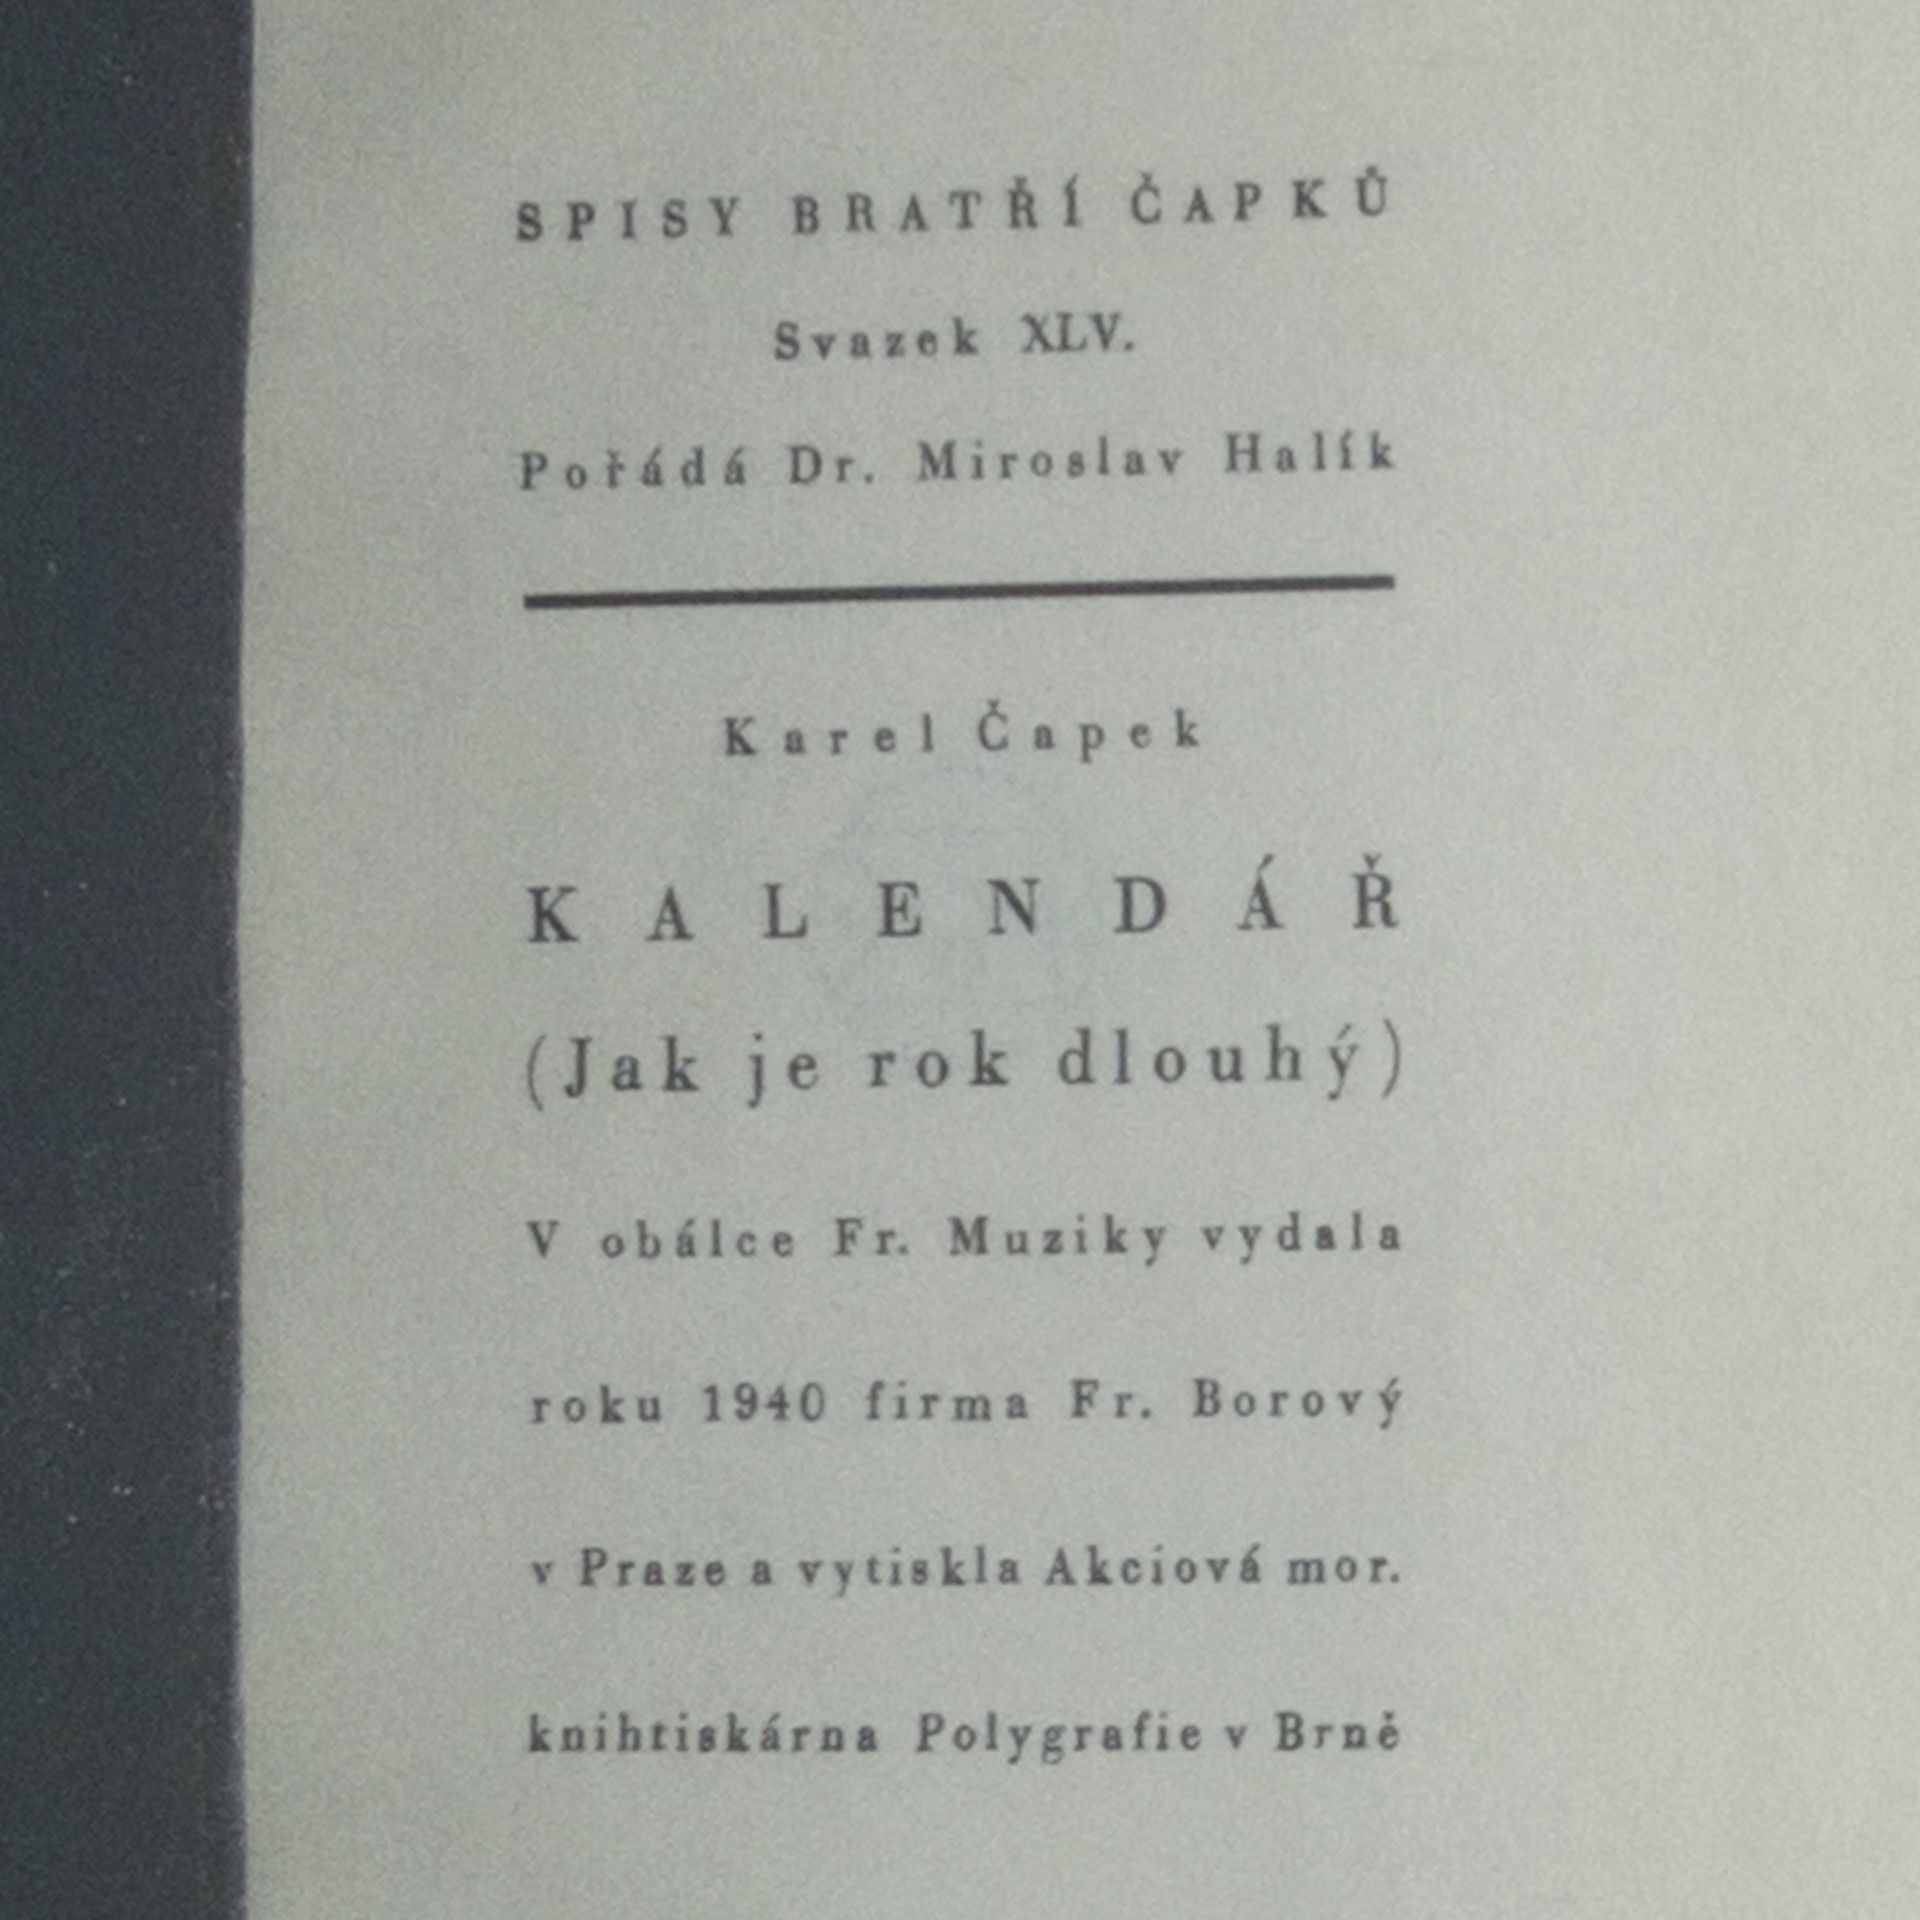 SPISY BRATŘÍ ČAPKŮ
Svazek XLV.
Pořádá Dr. Miroslav Halík
Karel Čapek
KALENDÁŘ
(Jak je rok dlouhý)
V obálce Fr. Muziky vydala
roku 1940 firma Fr. Borový
v Praze a vytiskla Akciová mor.
knihtiskárna Polygrafie v Brně